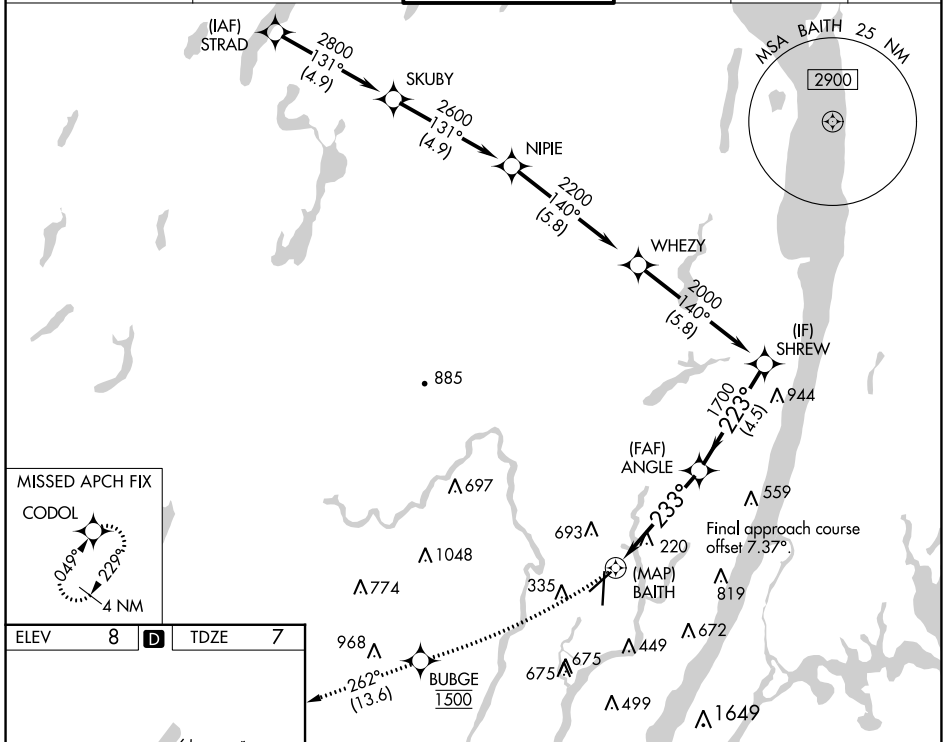 (IAF)
STRAD
2800
131°
(4.9)
SKUBY
2600
131°
(4.9)
NIPIE
2200
140°
(5.8)
WHEZY
2000
140°
(5.8)
(IF)
SHREW
MSA BAITH 25 NM
2900
885
944
1700
223°
(4.5)
(FAF)
ANGLE
233°
697
559
693
220
Final approach course
offset 7.37°.
1048
774
335
(MAP)
BAITH
819
MISSED APCH FIX
CODOL
049°
229°
4 NM
ELEV 8 D TDZE 7
968
672
449
675
675
BUBGE
1500
262°
(13.6)
499
1649